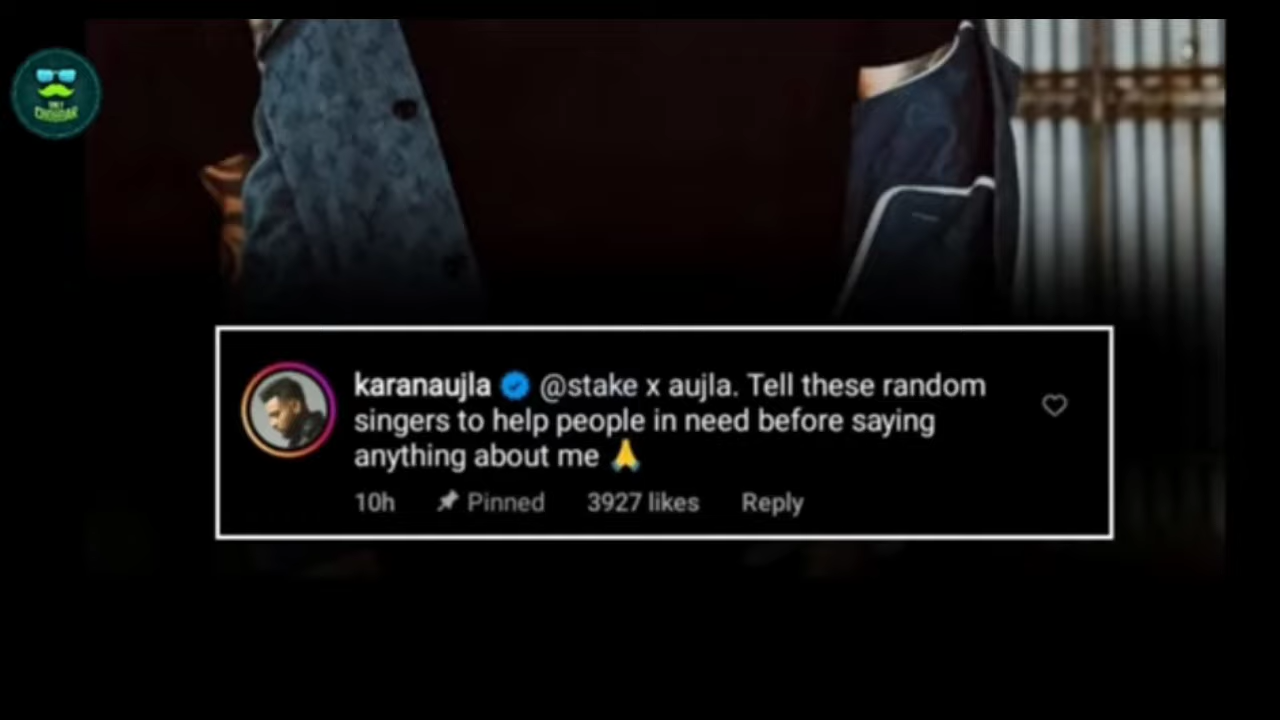 karanaujla @stake x aujla. Tell these random
singers to help people in need before saying
anything about me 🙏
10h Pinned 3927 likes Reply